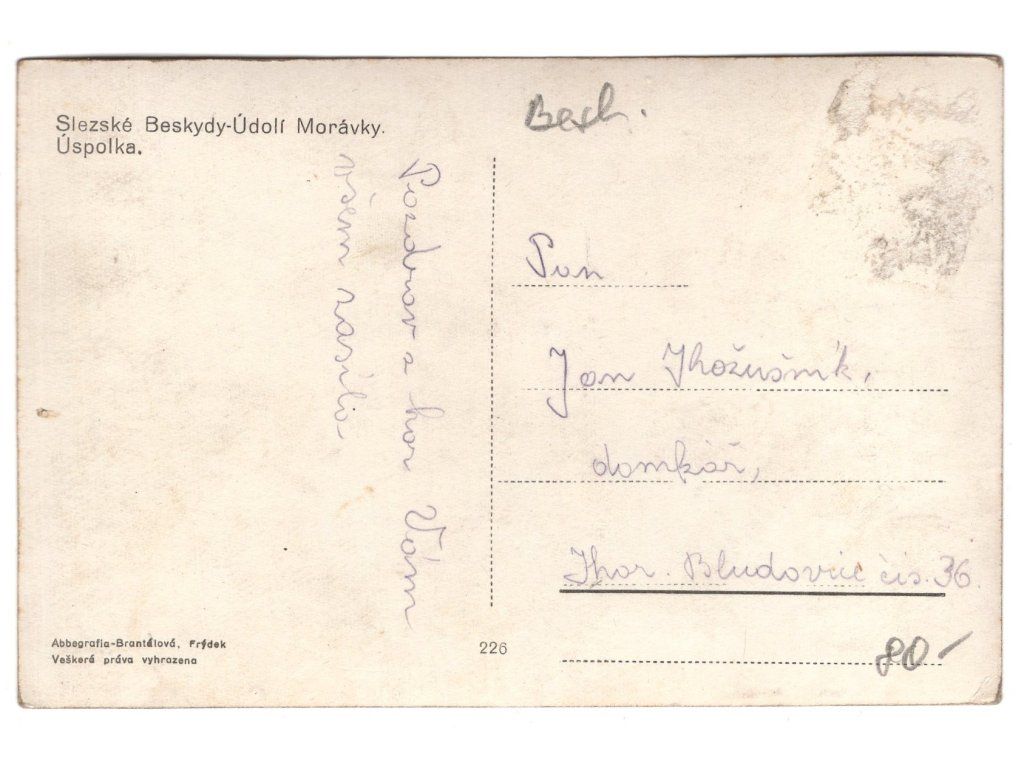 Slezské Beskydy-Údolí Morávky.
Úspolka.
Pozdrav z hor Vám
všem zasílá
Pan
Jan
domkář,
Hor. Bludovice čís. 36.
80-
Abbegrafia-Brantálová, Frýdek
Veškerá práva vyhrazena
226